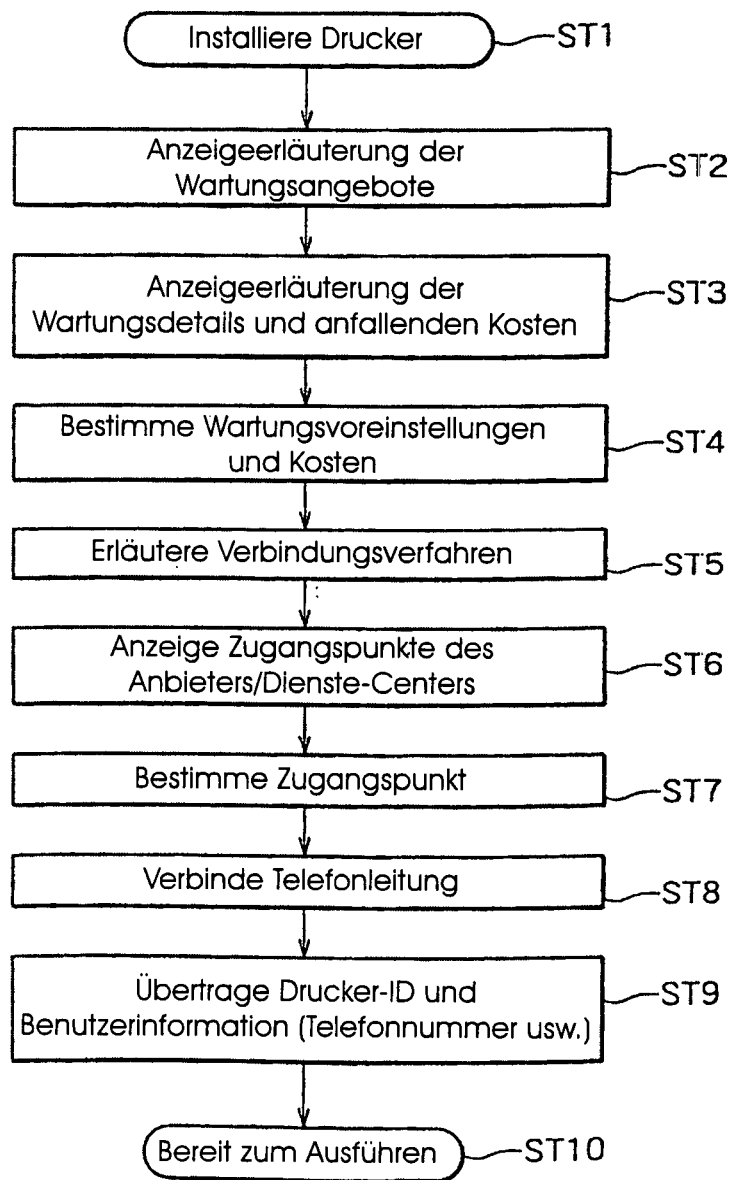 Installiere Drucker
ST1
Anzeigeerläuterung der
Wartungsangebote
ST2
Anzeigeerläuterung der
Wartungsdetails und anfallenden Kosten
ST3
Bestimme Wartungsvoreinstellungen
und Kosten
ST4
Erläutere Verbindungsverfahren
ST5
Anzeige Zugangspunkte des
Anbieters/Dienste-Centers
ST6
Bestimme Zugangspunkt
ST7
Verbinde Telefonleitung
ST8
Übertrage Drucker-ID und
Benutzerinformation (Telefonnummer usw.)
ST9
Bereit zum Ausführen
ST10